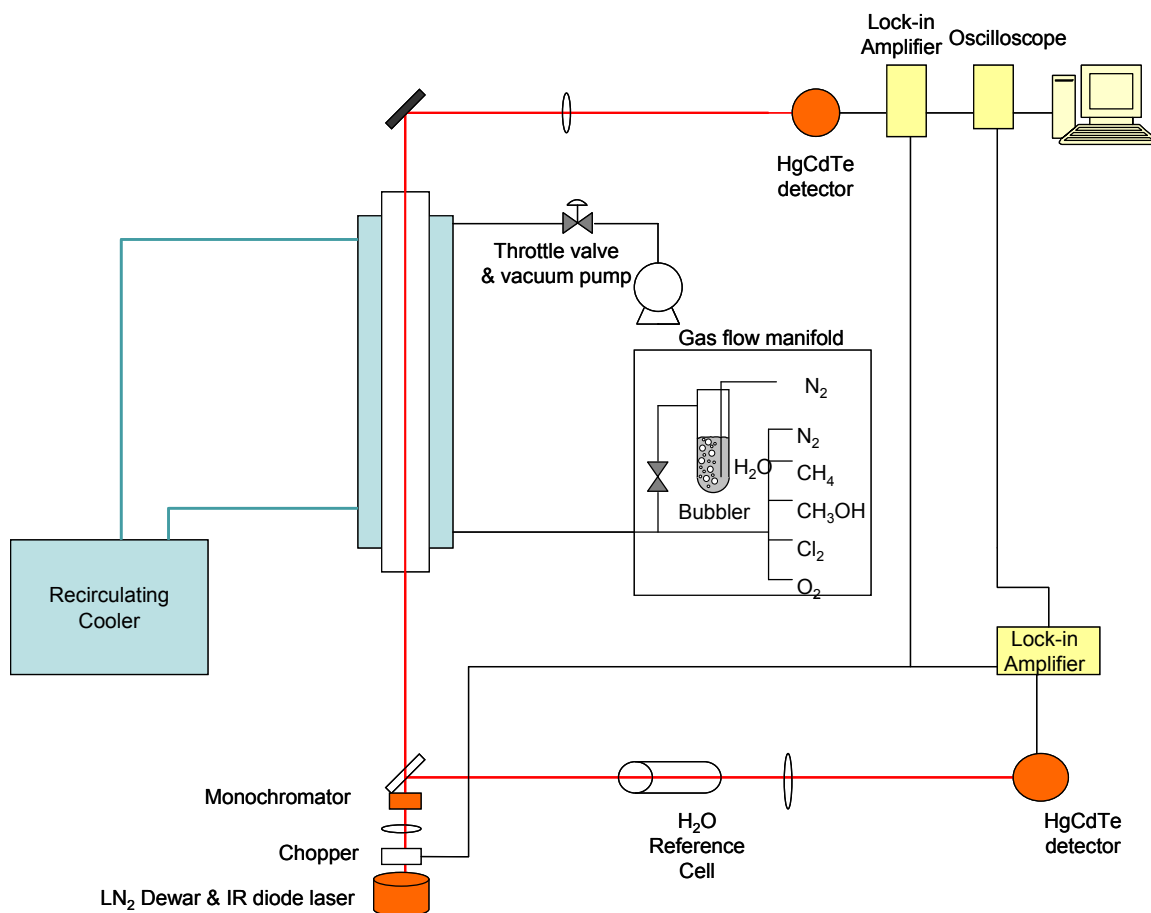 Lock-in
Amplifier
Oscilloscope
HgCdTe
detector
Throttle valve
& vacuum pump
Gas flow manifold
N₂
N₂
H₂O
CH₄
Bubbler
CH₃OH
Cl₂
O₂
Recirculating
Cooler
Lock-in
Amplifier
Monochromator
H₂O
Reference
Cell
HgCdTe
detector
Chopper
LN₂ Dewar & IR diode laser